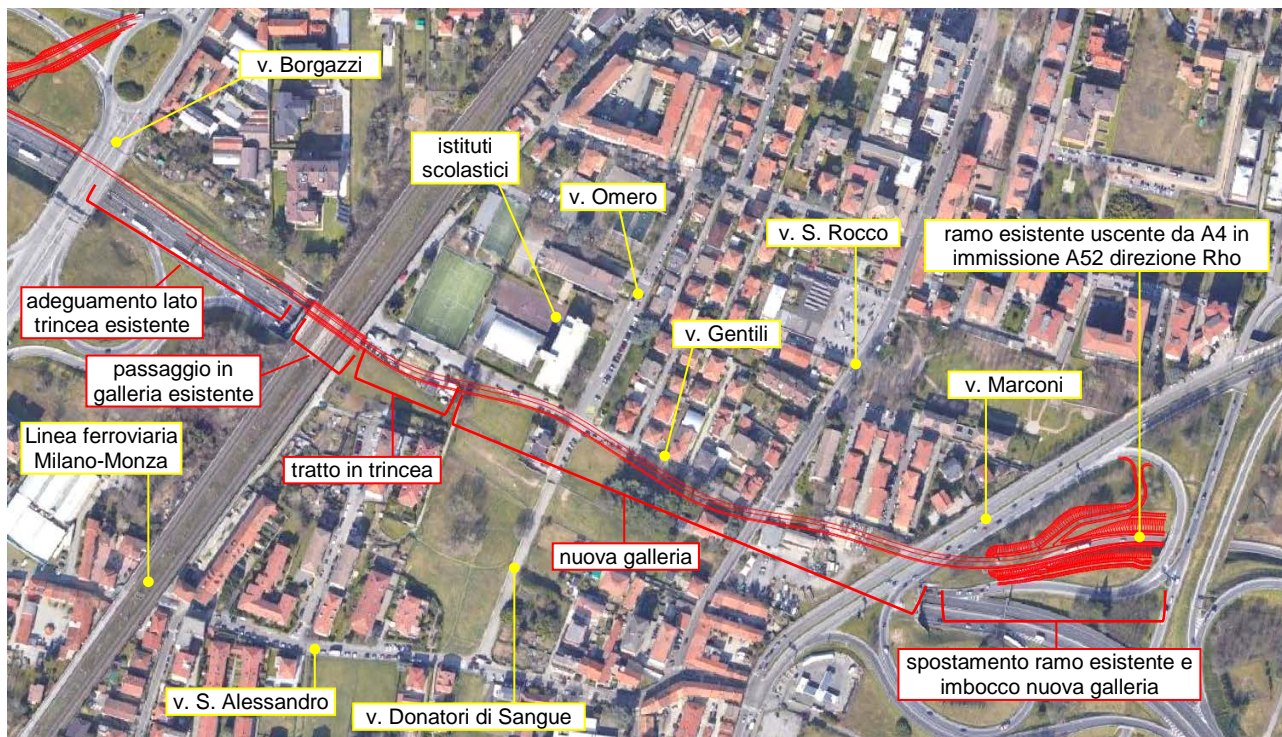 v. Borgazzi
istituti
scolastici
v. Omero
v. S. Rocco
ramo esistente uscente da A4 in
immissione A52 direzione Rho
adeguamento lato
trincea esistente
v. Gentili
passaggio in
galleria esistente
v. Marconi
Linea ferroviaria
Milano-Monza
tratto in trincea
nuova galleria
spostamento ramo esistente e
imbocco nuova galleria
v. S. Alessandro
v. Donatori di Sangue